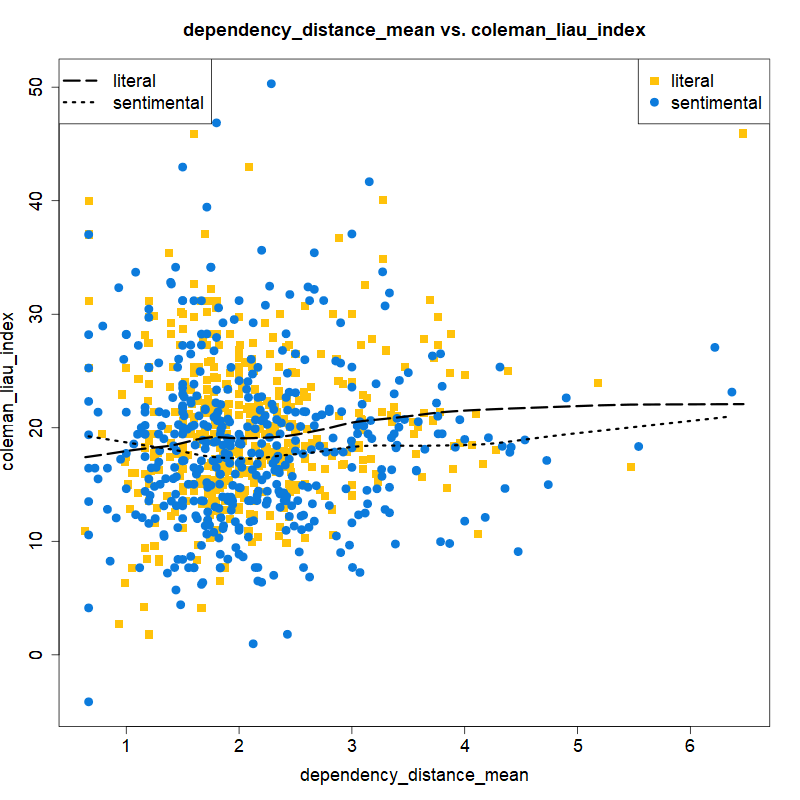 dependency_distance_mean vs. coleman_liau_index
literal
sentimental
literal
sentimental
50
40
30
20
10
0
coleman_liau_index
1 2 3 4 5 6
dependency_distance_mean